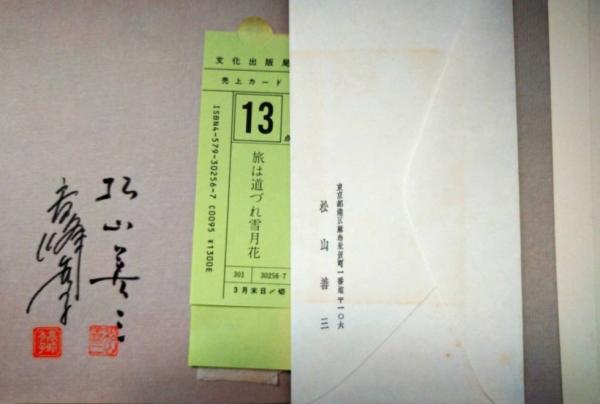 松山善三
高峰秀子
文化出版局
売上カード
13
点
旅は道づれ雪月花
ISBN4-579-30256-7 C0095 ¥1300E
301
30256-7
3月末日〆切
東京都港区麻布永坂町一番地〒一〇六
松山善三